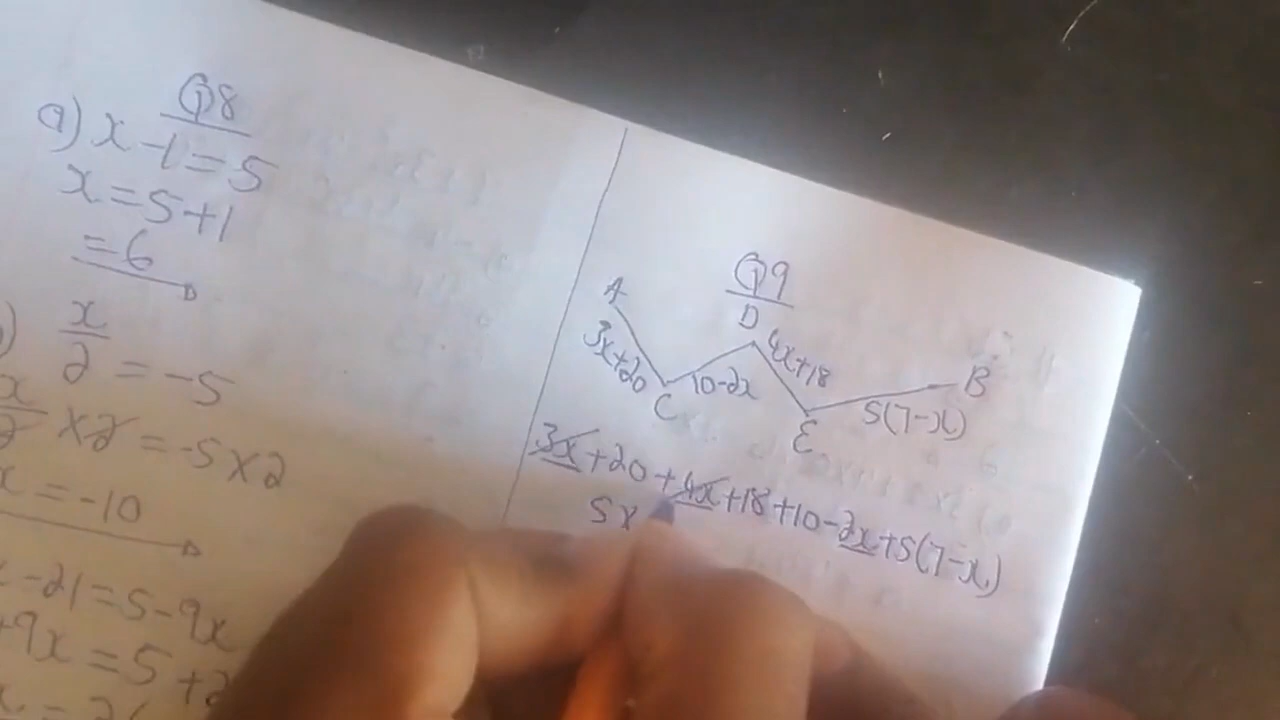 Q8
a) x-1=5
x=5+1
=6
x/2 = -5
x/2 ×2 = -5×2
x = -10
-21=5-9x
+9x=5+2
Q9
A
D
B
C
E
3x+20
10-2x
4x+18
5(7-x)
3x+20+4x+18+10-2x+5(7-x)
5x